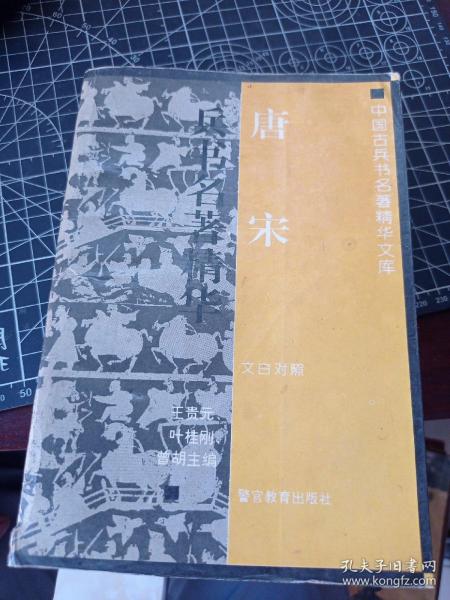 中国古兵书名著精华文库
唐宋
兵书名著精华
文白对照
王贵元
叶桂刚
曾胡主编
警官教育出版社
孔夫子旧书网
www.kongfz.com